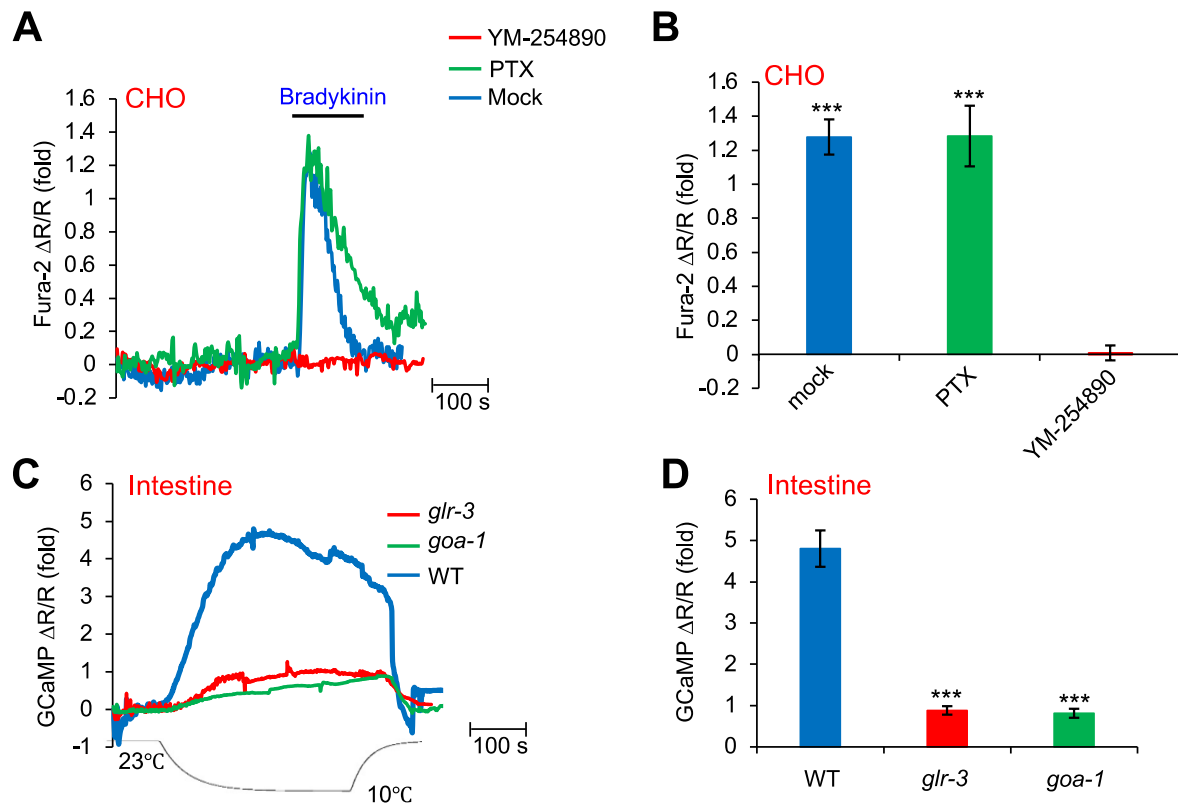 A
YM-254890
PTX
Mock
CHO
Bradykinin
Fura-2 ΔR/R (fold)
1.6
1.4
1.2
1
0.8
0.6
0.4
0.2
0
-0.2
100 s
B
CHO
Fura-2 ΔR/R (fold)
1.6
1.4
1.2
1
0.8
0.6
0.4
0.2
0
-0.2
***
***
mock
PTX
YM-254890
C
Intestine
glr-3
goa-1
WT
GCaMP ΔR/R (fold)
6
5
4
3
2
1
0
-1
100 s
23℃
10℃
D
Intestine
GCaMP ΔR/R (fold)
6
5
4
3
2
1
0
***
***
WT
glr-3
goa-1